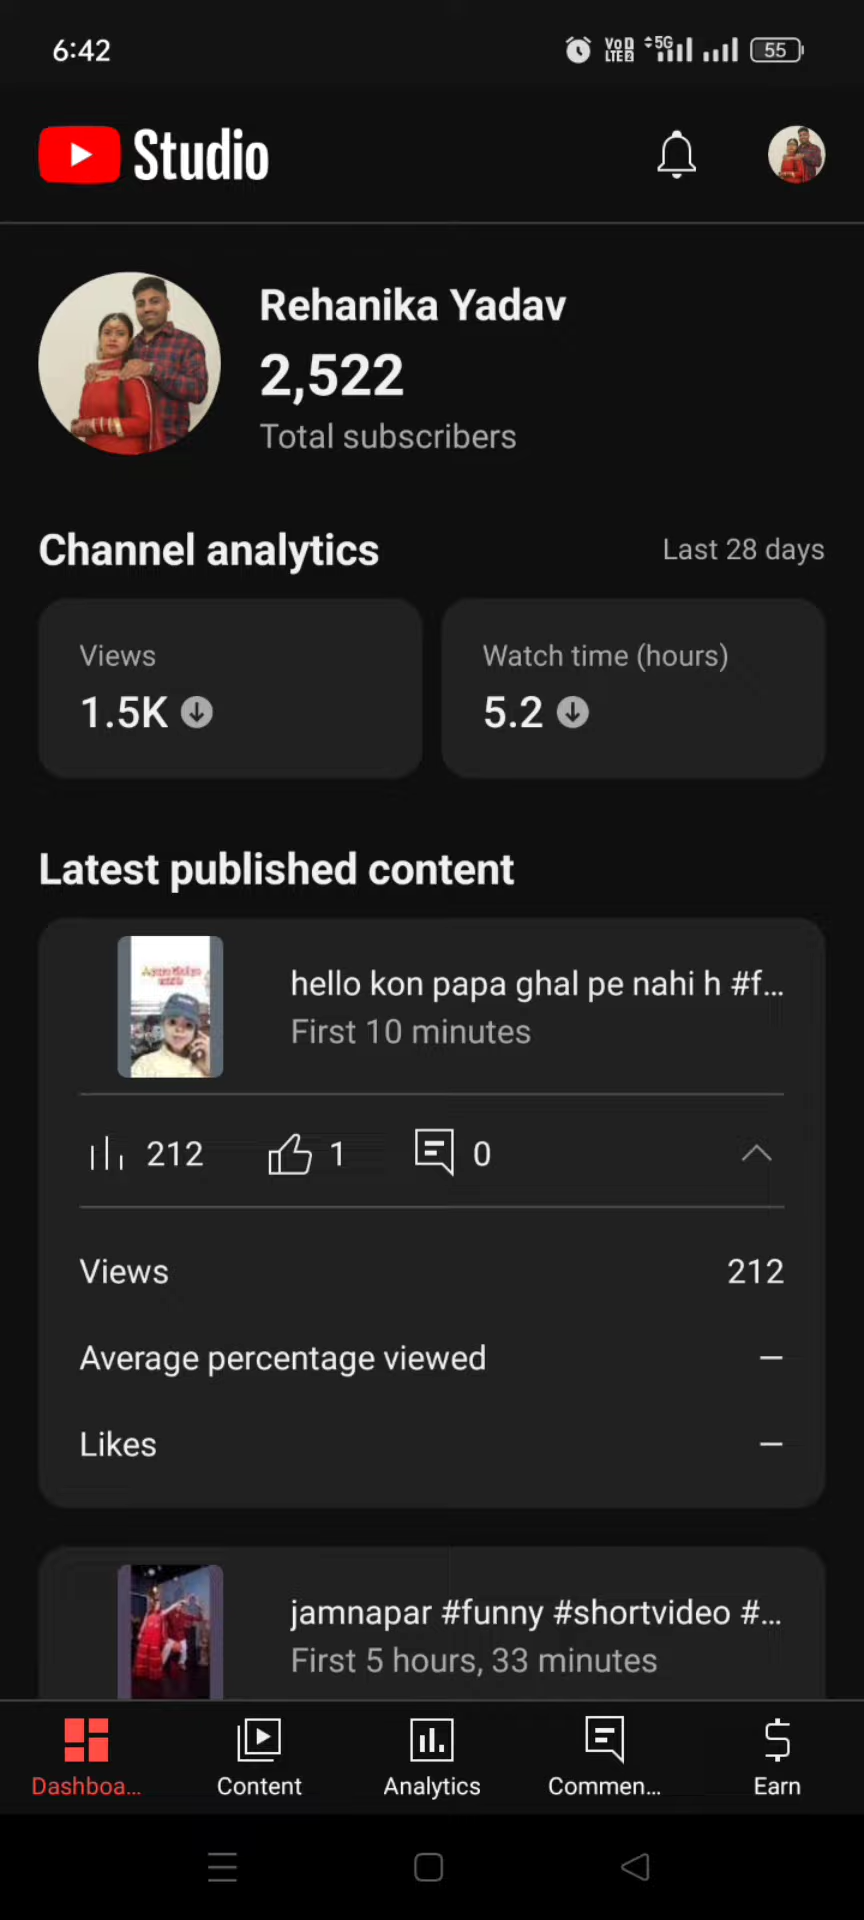 6:42
VoD LTE2 5G 55
Studio
Rehanika Yadav
2,522
Total subscribers
Channel analytics
Last 28 days
Views
1.5K
Watch time (hours)
5.2
Latest published content
hello kon papa ghal pe nahi h #f...
First 10 minutes
212 1 0
Views 212
Average percentage viewed –
Likes –
jamnapar #funny #shortvideo #...
First 5 hours, 33 minutes
Dashboa... Content Analytics Commen... Earn